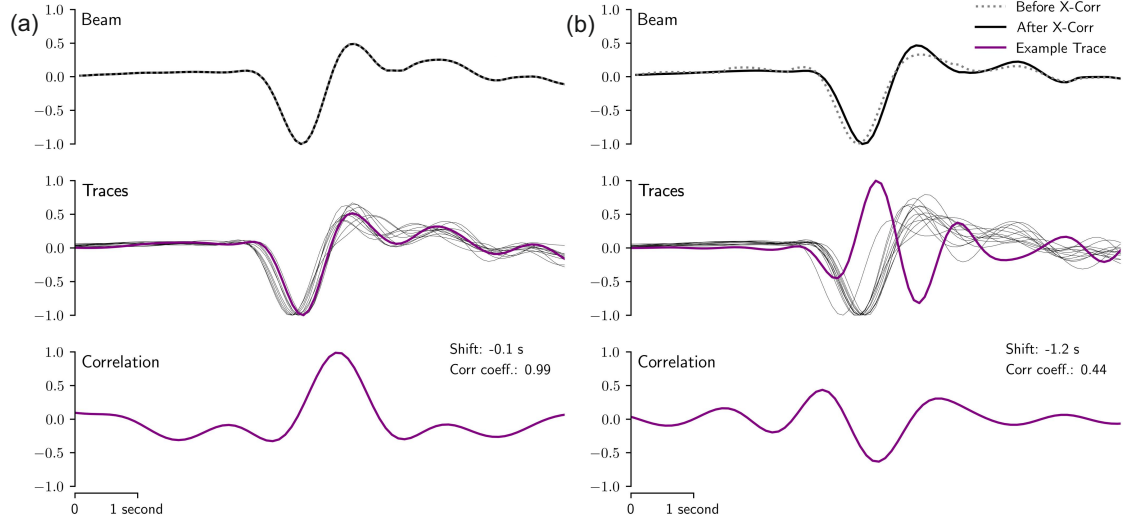 (a)
Beam
1.0
0.5
0.0
−0.5
−1.0
Traces
1.0
0.5
0.0
−0.5
−1.0
Correlation
Shift: -0.1 s
Corr coeff.: 0.99
1.0
0.5
0.0
−0.5
−1.0
0 1 second
(b)
Beam
Before X-Corr
After X-Corr
Example Trace
1.0
0.5
0.0
−0.5
−1.0
Traces
1.0
0.5
0.0
−0.5
−1.0
Correlation
Shift: -1.2 s
Corr coeff.: 0.44
1.0
0.5
0.0
−0.5
−1.0
0 1 second